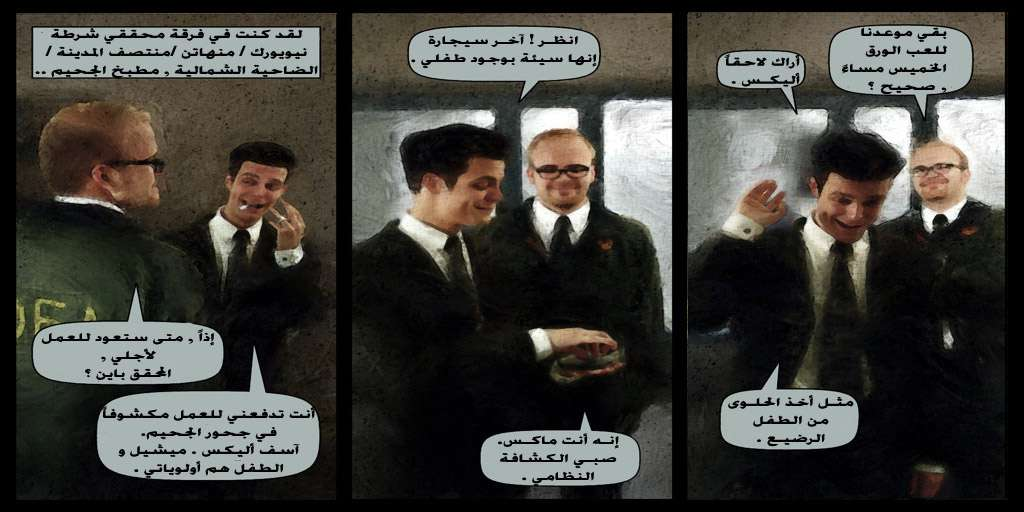 لقد كنت في فرقة محققي شرطة
نيويورك / منهاتن /منتصف المدينة /
الضاحية الشمالية , مطبخ الجحيم ..
DEA
إذاً , متى ستعود للعمل
لأجلي ,
المحقق باين ؟
أنت تدفعني للعمل مكشوفاً
في جحور الجحيم.
آسف أليكس . ميشيل و
الطفل هم أولوياتي .
انظر ! آخر سيجارة
إنها سيئة بوجود طفلي .
إنه أنت ماكس.
صبي الكشافة
النظامي .
بقي موعدنا
للعب الورق
الخميس مساءً
, صحيح ؟
أراك لاحقاً
أليكس .
مثل أخذ الحلوى
من الطفل
الرضيع .